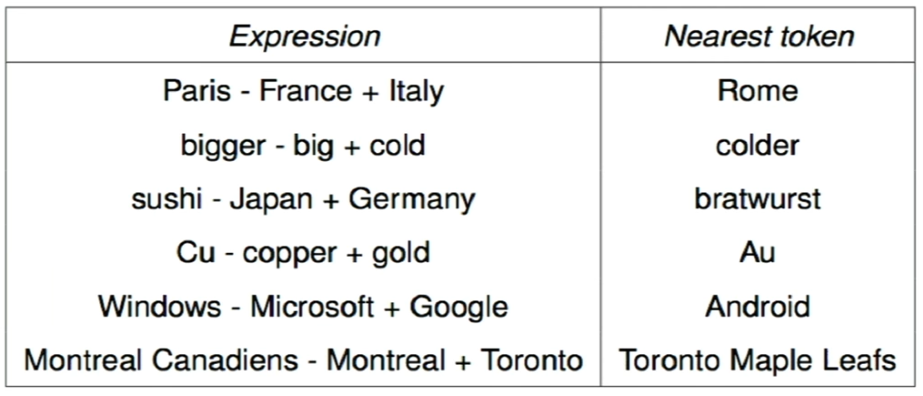 Expression Nearest token
Paris - France + Italy Rome
bigger - big + cold colder
sushi - Japan + Germany bratwurst
Cu - copper + gold Au
Windows - Microsoft + Google Android
Montreal Canadiens - Montreal + Toronto Toronto Maple Leafs